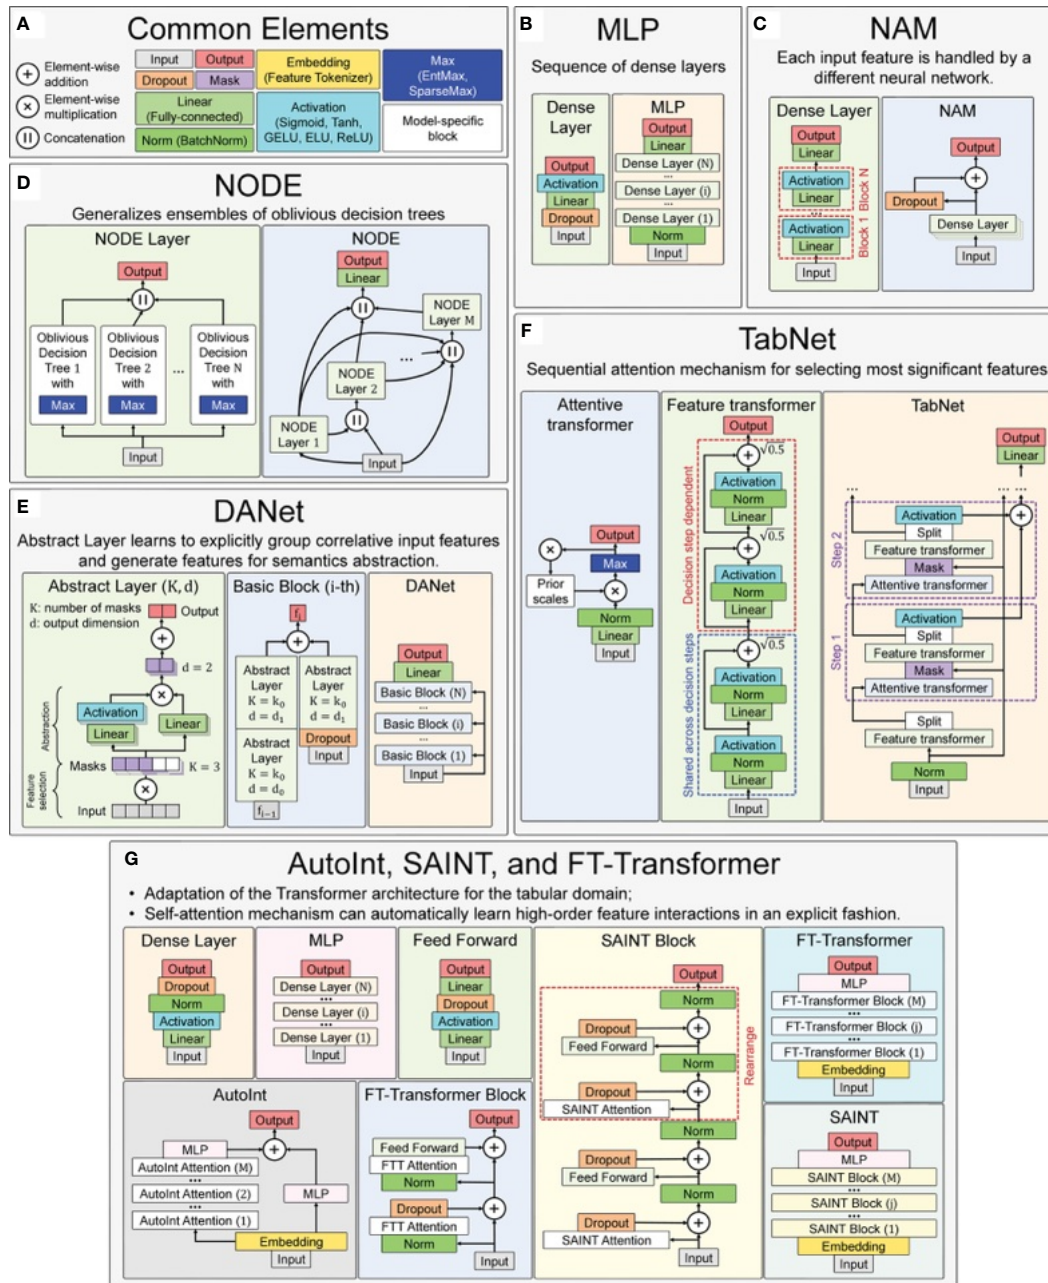 A
Common Elements
Element-wise
addition
Element-wise
multiplication
Concatenation
Input
Output
Dropout
Mask
Linear
(Fully-connected)
Norm (BatchNorm)
Embedding
(Feature Tokenizer)
Activation
(Sigmoid, Tanh,
GELU, ELU, ReLU)
Max
(EntMax,
SparseMax)
Model-specific
block
B
MLP
Sequence of dense layers
Dense
Layer
Output
Activation
Linear
Dropout
Input
MLP
Output
Linear
Dense Layer (N)
...
Dense Layer (i)
...
Dense Layer (1)
Norm
Input
C
NAM
Each input feature is handled by a
different neural network.
Dense Layer
Output
Linear
Activation
Linear
Block N
...
Activation
Linear
Block 1
Input
NAM
Output
Dropout
Dense Layer
Input
D
NODE
Generalizes ensembles of oblivious decision trees
NODE Layer
Output
Oblivious
Decision
Tree 1
with
Max
Oblivious
Decision
Tree 2
with
Max
...
Oblivious
Decision
Tree N
with
Max
Input
NODE
Output
Linear
NODE
Layer M
...
NODE
Layer 2
NODE
Layer 1
Input
E
DANet
Abstract Layer learns to explicitly group correlative input features
and generate features for semantics abstraction.
Abstract Layer (K, d)
K: number of masks
d: output dimension
Output
d = 2
Abstraction
Activation
Linear
Linear
Masks
K = 3
Feature
selection
Input
Basic Block (i-th)
fi
Abstract
Layer
K = k0
d = d1
Abstract
Layer
K = k0
d = d0
fi−1
Abstract
Layer
K = k0
d = d1
Dropout
Input
DANet
Output
Linear
Basic Block (N)
...
Basic Block (i)
...
Basic Block (1)
Input
F
TabNet
Sequential attention mechanism for selecting most significant features
Attentive
transformer
Output
Max
Prior
scales
Norm
Linear
Input
Feature transformer
Output
√0.5
Activation
Norm
Linear
√0.5
Activation
Norm
Linear
Decision step dependent
√0.5
Activation
Norm
Linear
Activation
Norm
Linear
Shared across decision steps
Input
TabNet
Output
Linear
... ... ...
Step 2
Activation
Split
Feature transformer
Mask
Attentive transformer
Step 1
Activation
Split
Feature transformer
Mask
Attentive transformer
Split
Feature transformer
Norm
Input
G
AutoInt, SAINT, and FT-Transformer
• Adaptation of the Transformer architecture for the tabular domain;
• Self-attention mechanism can automatically learn high-order feature interactions in an explicit fashion.
Dense Layer
Output
Dropout
Norm
Activation
Linear
Input
MLP
Output
Dense Layer (N)
...
Dense Layer (i)
...
Dense Layer (1)
Input
Feed Forward
Output
Linear
Dropout
Activation
Linear
Input
SAINT Block
Output
Norm
Dropout
Feed Forward
Norm
Dropout
SAINT Attention
Rearrange
Norm
Dropout
Feed Forward
Norm
Dropout
SAINT Attention
Input
FT-Transformer
Output
MLP
FT-Transformer Block (M)
...
FT-Transformer Block (j)
...
FT-Transformer Block (1)
Embedding
Input
AutoInt
Output
MLP
AutoInt Attention (M)
...
AutoInt Attention (2)
...
AutoInt Attention (1)
MLP
Embedding
Input
FT-Transformer Block
Output
Feed Forward
FTT Attention
Norm
Dropout
FTT Attention
Norm
Input
SAINT
Output
MLP
SAINT Block (M)
...
SAINT Block (j)
...
SAINT Block (1)
Embedding
Input